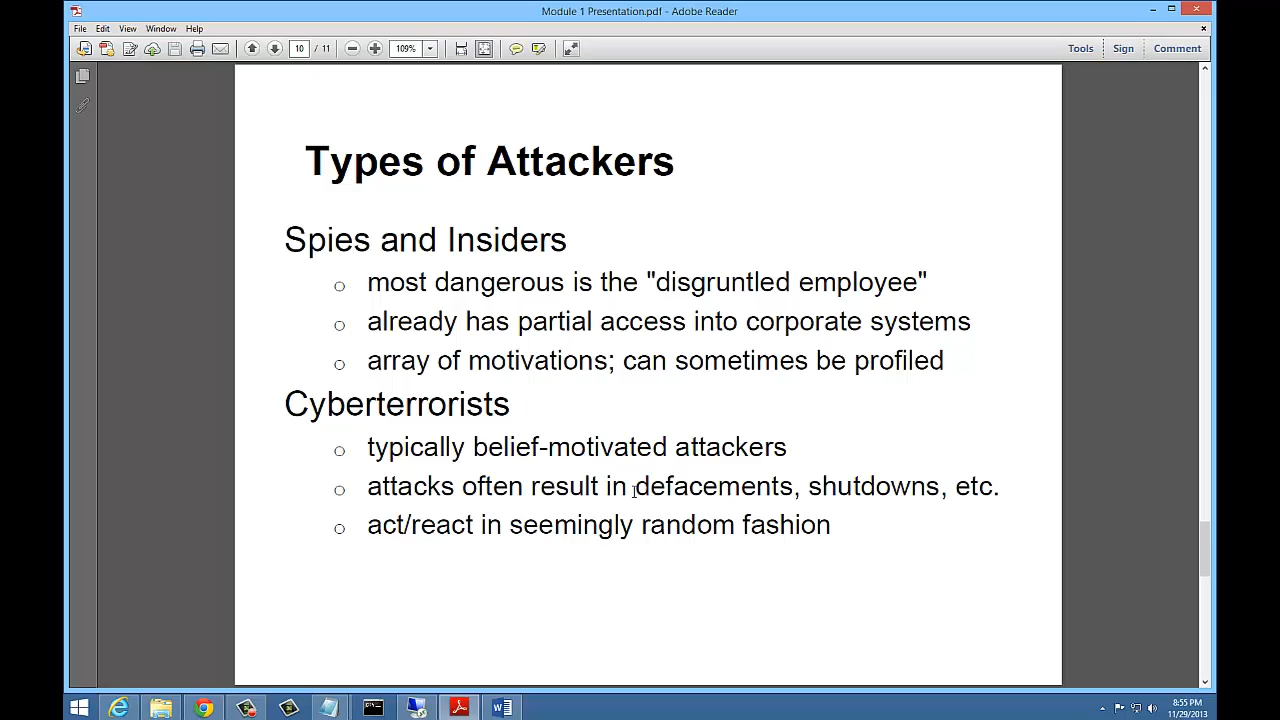 Module 1 Presentation.pdf - Adobe Reader
File Edit View Window Help
10 / 11 109% Tools Sign Comment
Types of Attackers
Spies and Insiders
most dangerous is the "disgruntled employee"
already has partial access into corporate systems
array of motivations; can sometimes be profiled
Cyberterrorists
typically belief-motivated attackers
attacks often result in defacements, shutdowns, etc.
act/react in seemingly random fashion
8:55 PM
11/29/2013